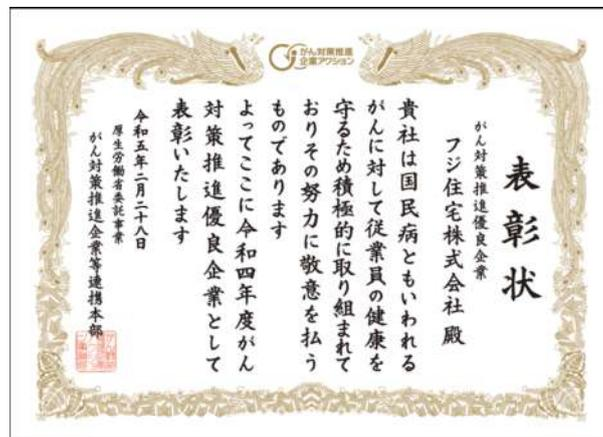 がん対策推進
企業アクション
表彰状
がん対策推進優良企業
フジ住宅株式会社 殿
貴社は国民病ともいわれる
がんに対して従業員の健康を
守るため積極的に取り組まれて
おりその努力に敬意を払う
ものであります
よってここに令和四年度がん
対策推進優良企業として
表彰いたします
令和五年二月二十八日
厚生労働省委託事業
がん対策推進企業等連携本部